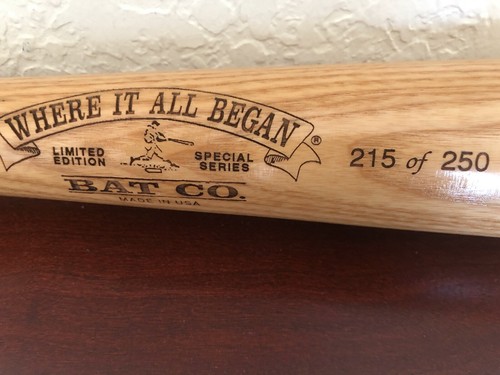 WHERE IT ALL BEGAN ®
LIMITED EDITION
SPECIAL SERIES
BAT CO.
MADE IN USA
215 of 250